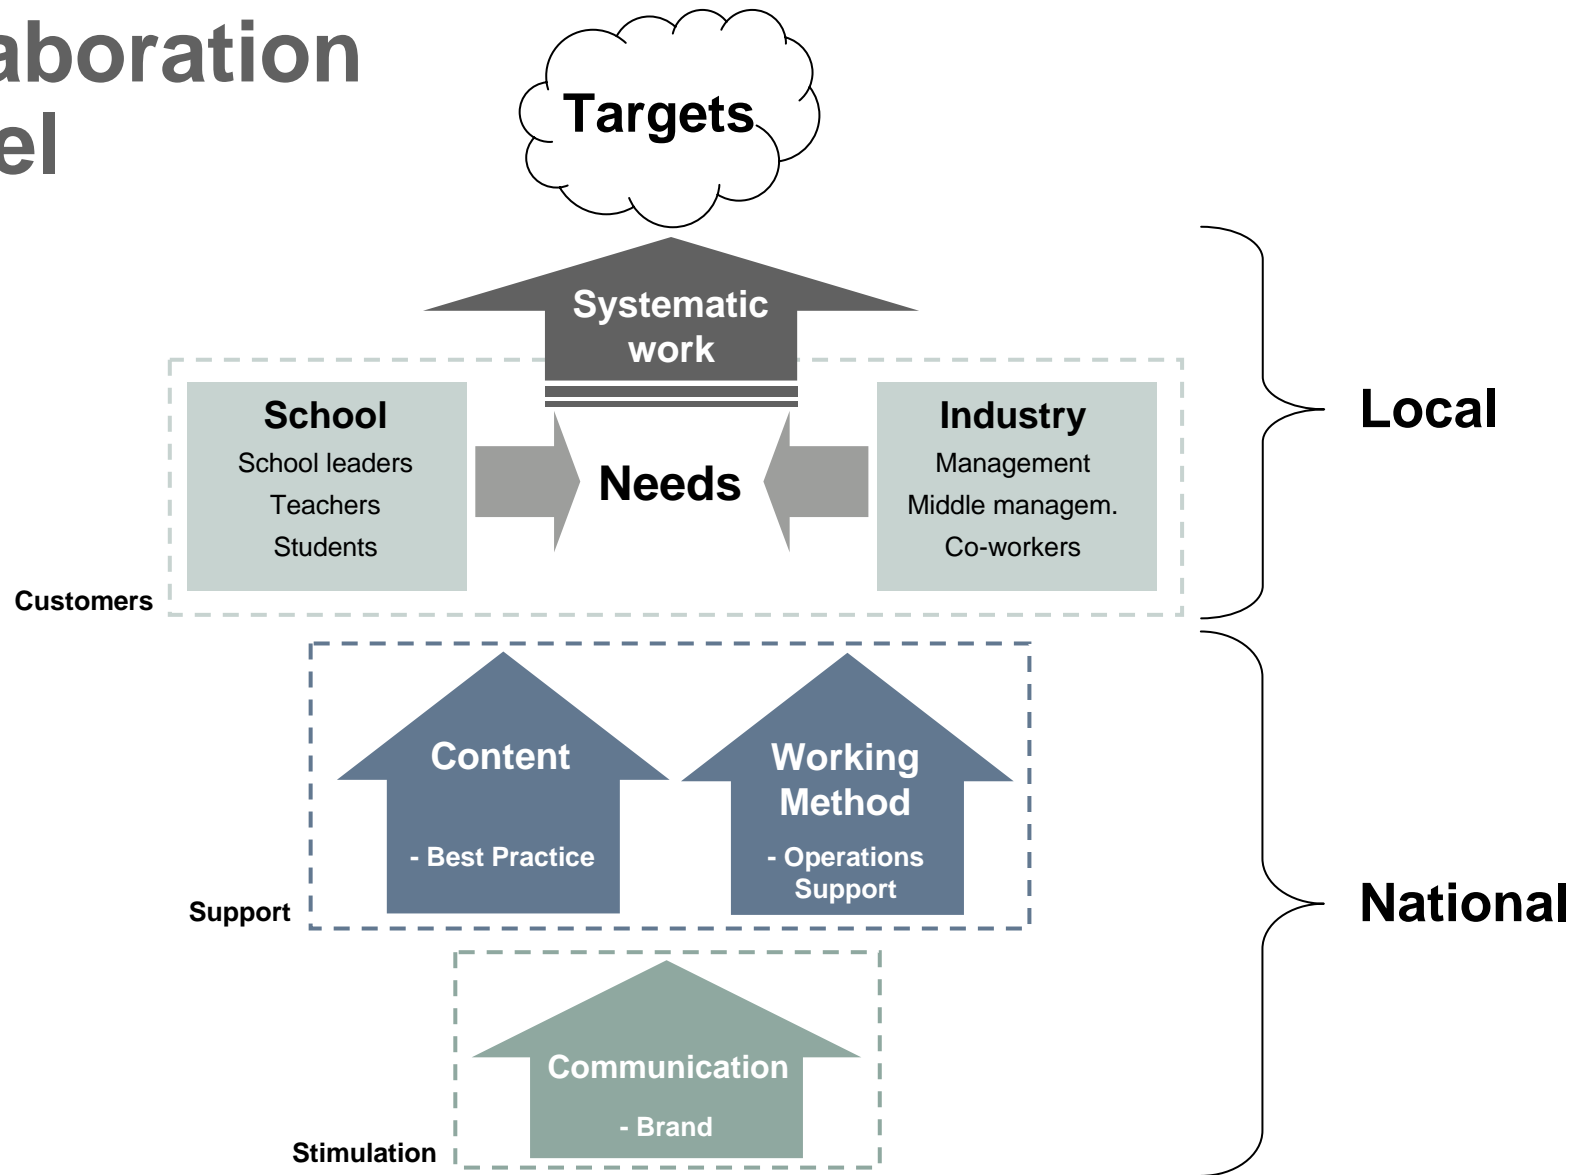 aboration
el
Targets
Systematic
work
School
School leaders
Teachers
Students
Needs
Industry
Management
Middle managem.
Co-workers
Local
Customers
Content
- Best Practice
Working
Method
- Operations
Support
Support
National
Communication
- Brand
Stimulation